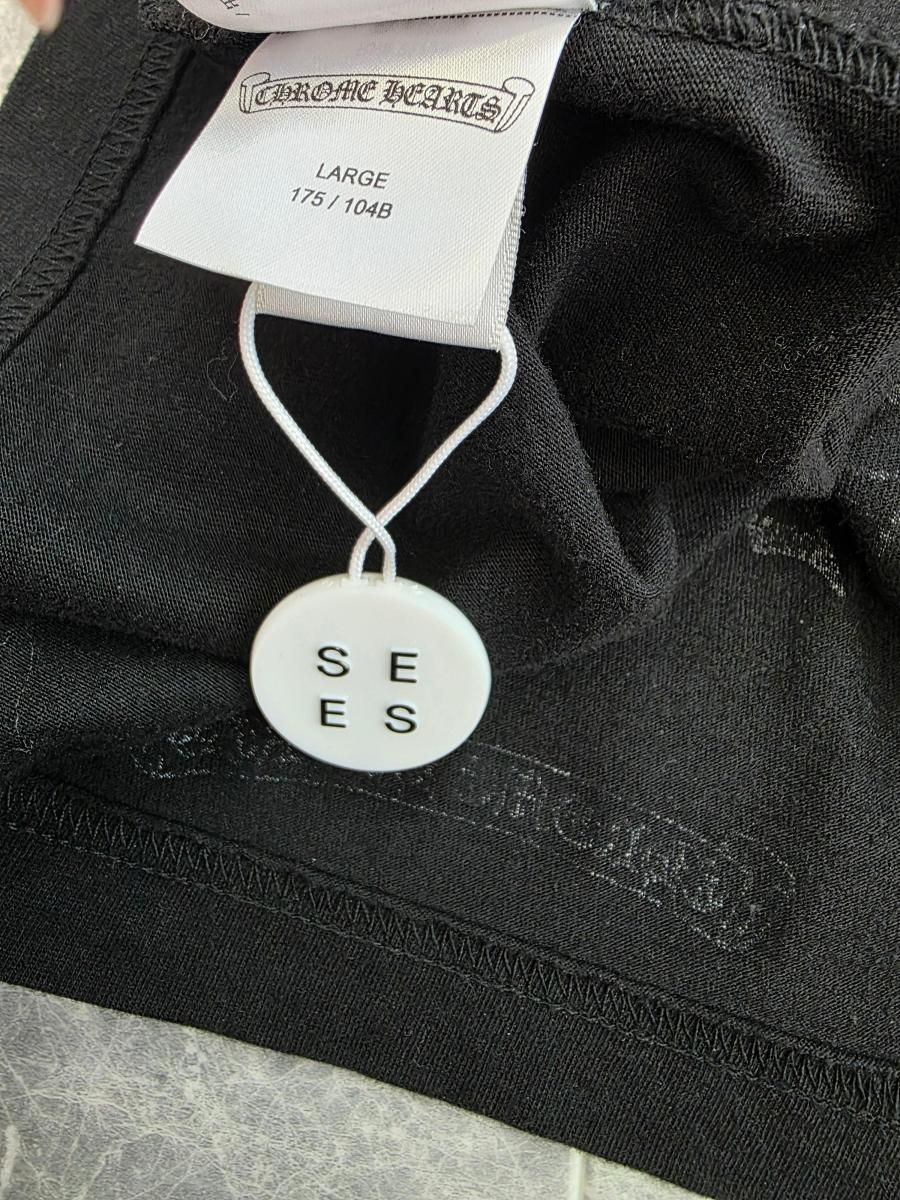 CHROME HEARTS
LARGE
175 / 104B
S E
E S